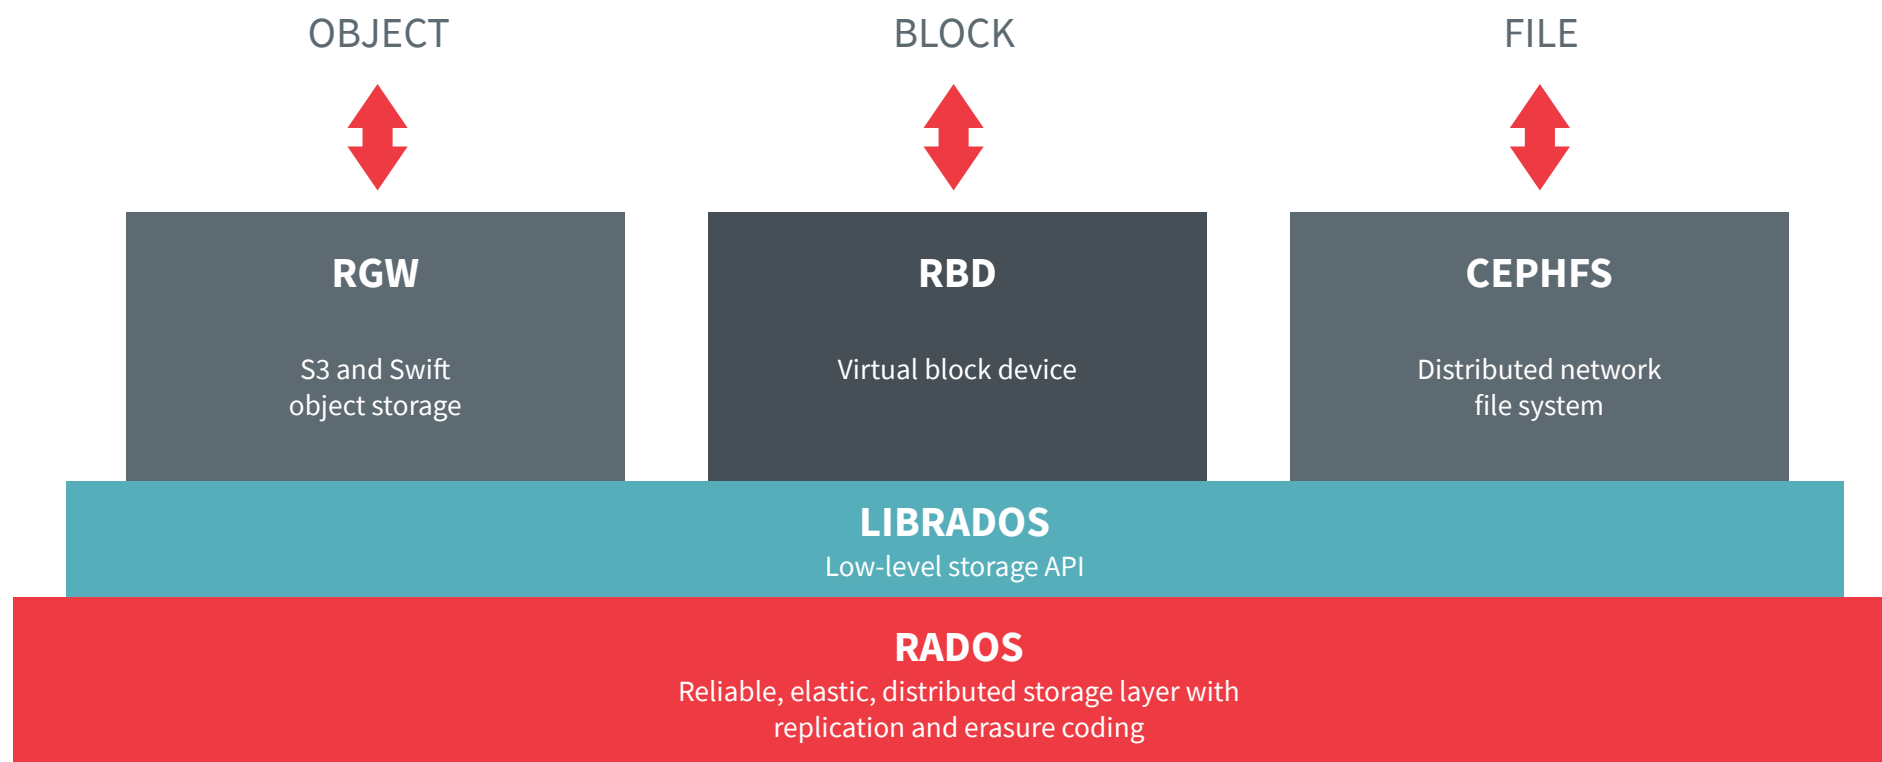 OBJECT
BLOCK
FILE
RGW
S3 and Swift
object storage
RBD
Virtual block device
CEPHFS
Distributed network
file system
LIBRADOS
Low-level storage API
RADOS
Reliable, elastic, distributed storage layer with
replication and erasure coding